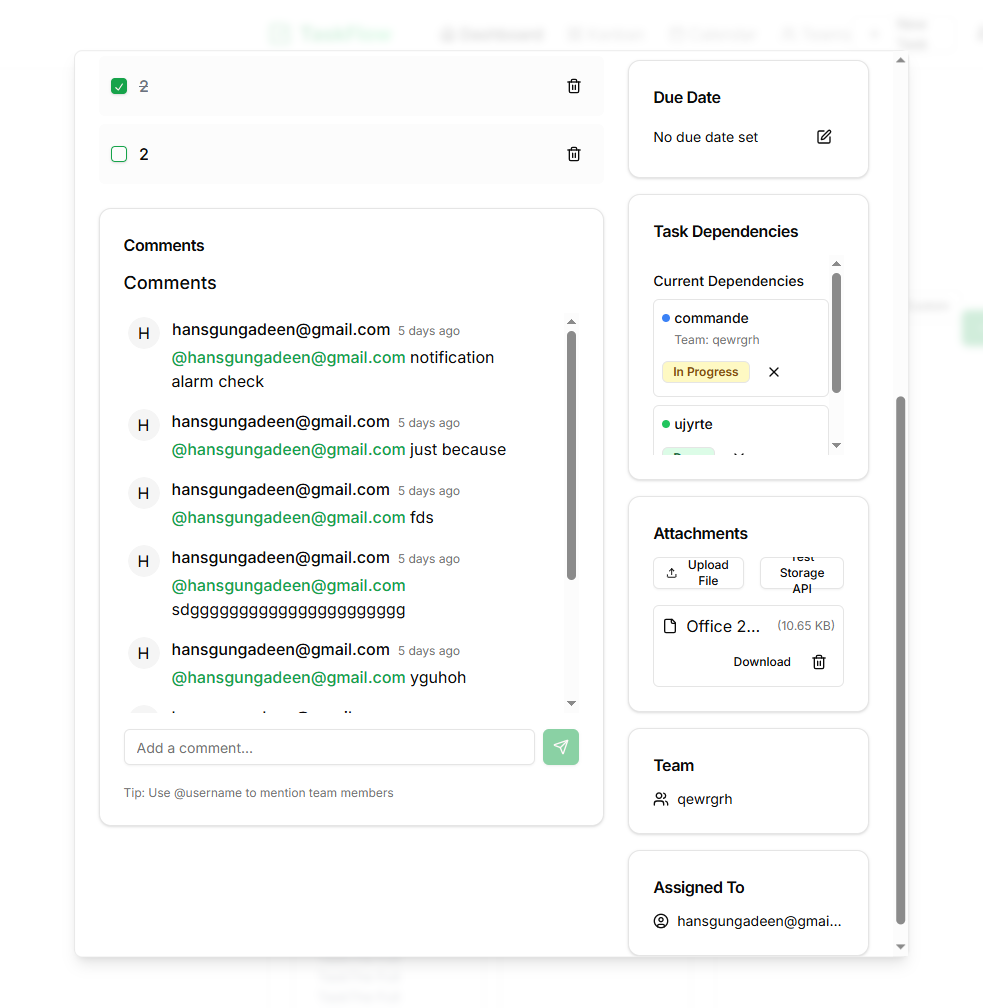 TaskFlow
Dashboard
Calendar
2
2
Comments
Comments
H
hansgungadeen@gmail.com 5 days ago
@hansgungadeen@gmail.com notification
alarm check
H
hansgungadeen@gmail.com 5 days ago
@hansgungadeen@gmail.com just because
H
hansgungadeen@gmail.com 5 days ago
@hansgungadeen@gmail.com fds
H
hansgungadeen@gmail.com 5 days ago
@hansgungadeen@gmail.com
sdgggggggggggggggggggggg
H
hansgungadeen@gmail.com 5 days ago
@hansgungadeen@gmail.com yguhoh
Add a comment...
Tip: Use @username to mention team members
Due Date
No due date set
Task Dependencies
Current Dependencies
commande
Team: qewrgrh
In Progress
ujyrte
Attachments
Upload
File
Test
Storage
API
Office 2... (10.65 KB)
Download
Team
qewrgrh
Assigned To
hansgungadeen@gmai...